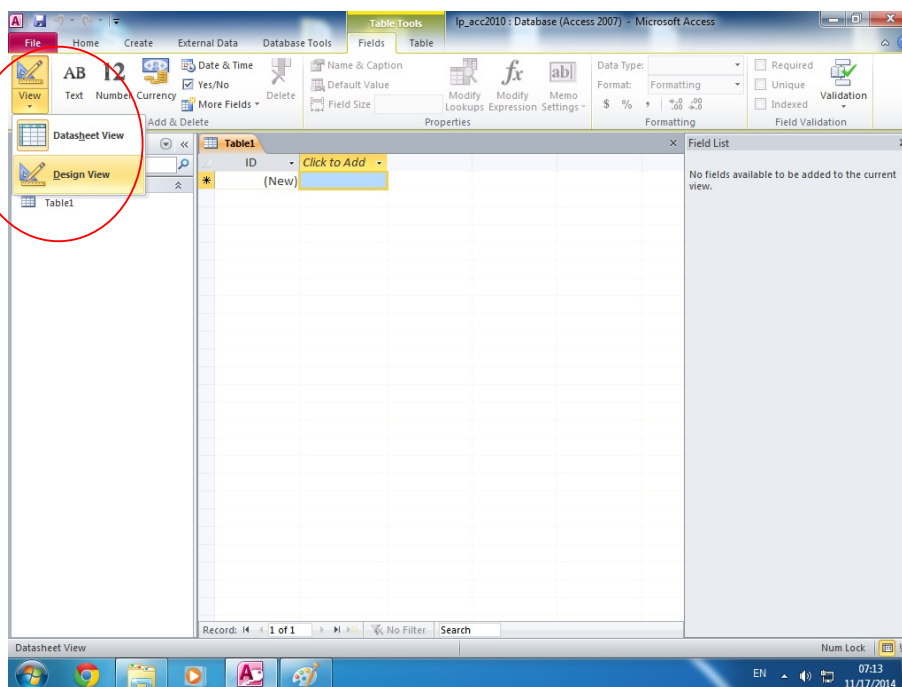 Table Tools
lp_acc2010 : Database (Access 2007) - Microsoft Access
File Home Create External Data Database Tools Fields Table
View
AB Text
12 Number
Currency
Date & Time
Yes/No
More Fields
Delete
Add & Delete
Name & Caption
Default Value
Field Size
Modify Lookups
fx Modify Expression
ab Memo Settings
Properties
Data Type:
Format: Formatting
$ % , .00 .00 .0
Formatting
Required
Unique
Indexed
Validation
Field Validation
Datasheet View
Design View
Table1
Table1
ID Click to Add
* (New)
Field List
No fields available to be added to the current
view.
Record: 1 of 1 No Filter Search
Datasheet View
Num Lock
EN
07:13
11/17/2014